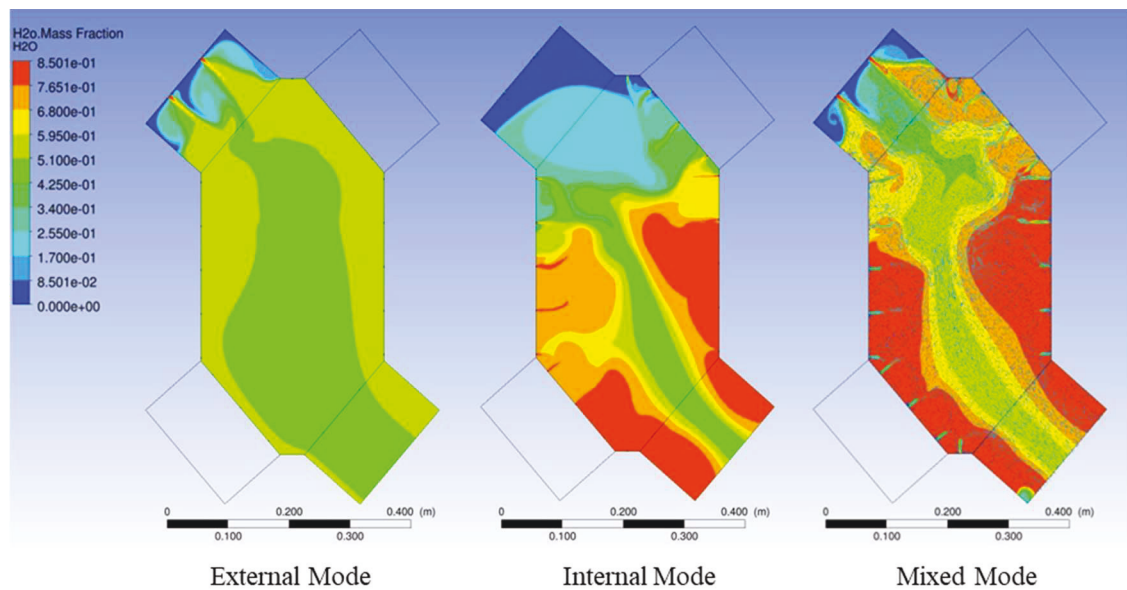 H2o.Mass Fraction
H2O
8.501e-01
7.651e-01
6.800e-01
5.950e-01
5.100e-01
4.250e-01
3.400e-01
2.550e-01
1.700e-01
8.501e-02
0.000e+00
0 0.200 0.400 (m)
0.100 0.300
0 0.200 0.400 (m)
0.100 0.300
0 0.200 0.400 (m)
0.100 0.300
External Mode
Internal Mode
Mixed Mode